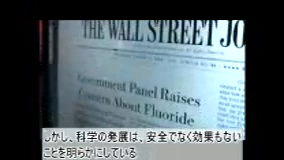 THE WALL STREET JO
Government Panel Raises
Concern About Fluoride
しかし、科学の発展は、安全でなく効果もない
ことを明らかにしている